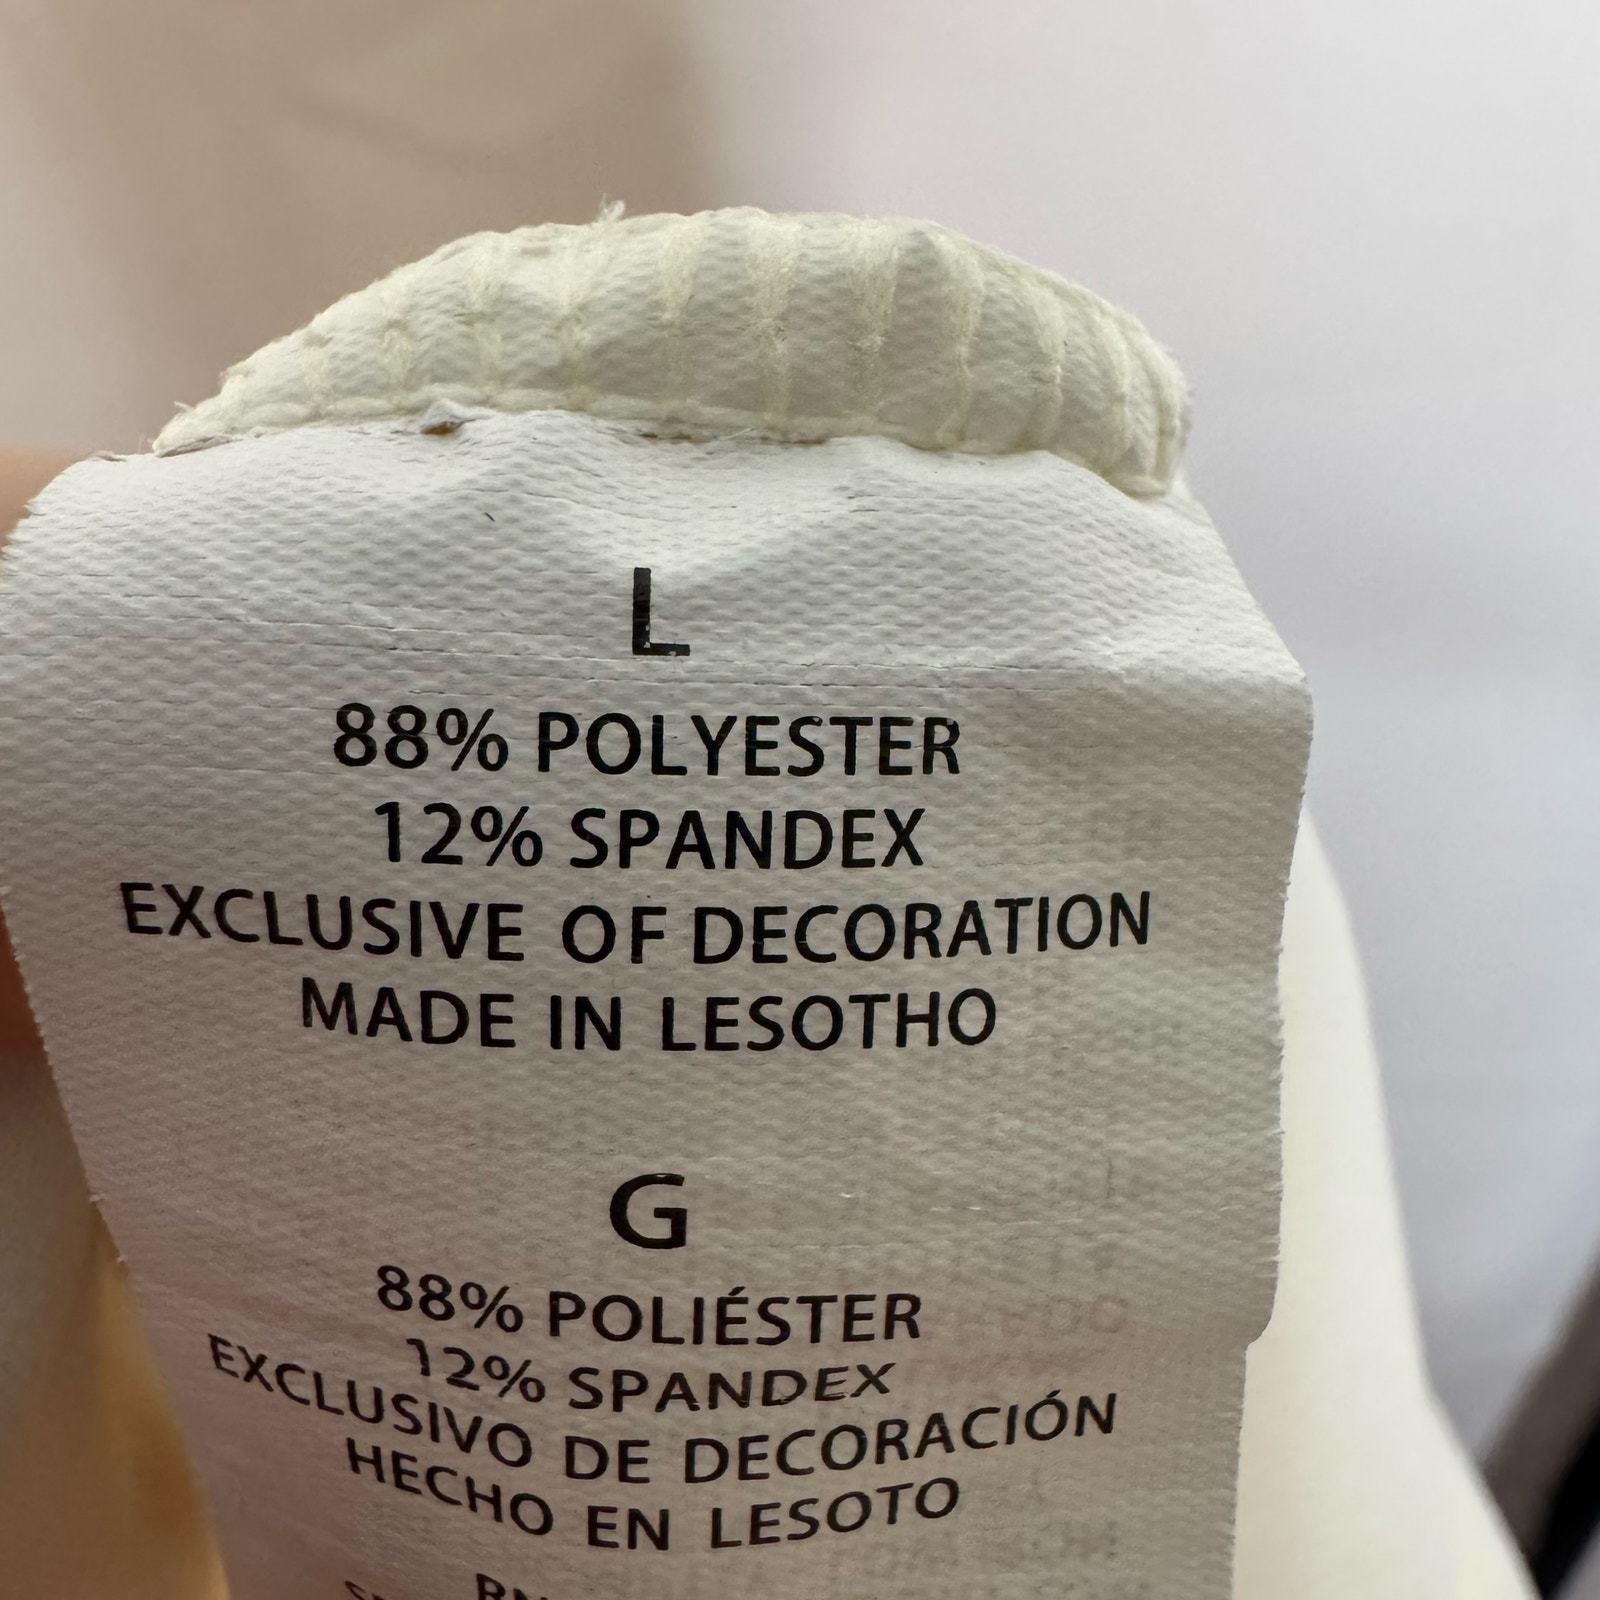 L
88% POLYESTER
12% SPANDEX
EXCLUSIVE OF DECORATION
MADE IN LESOTHO
G
88% POLIÉSTER
12% SPANDEX
EXCLUSIVO DE DECORACIÓN
HECHO EN LESOTO